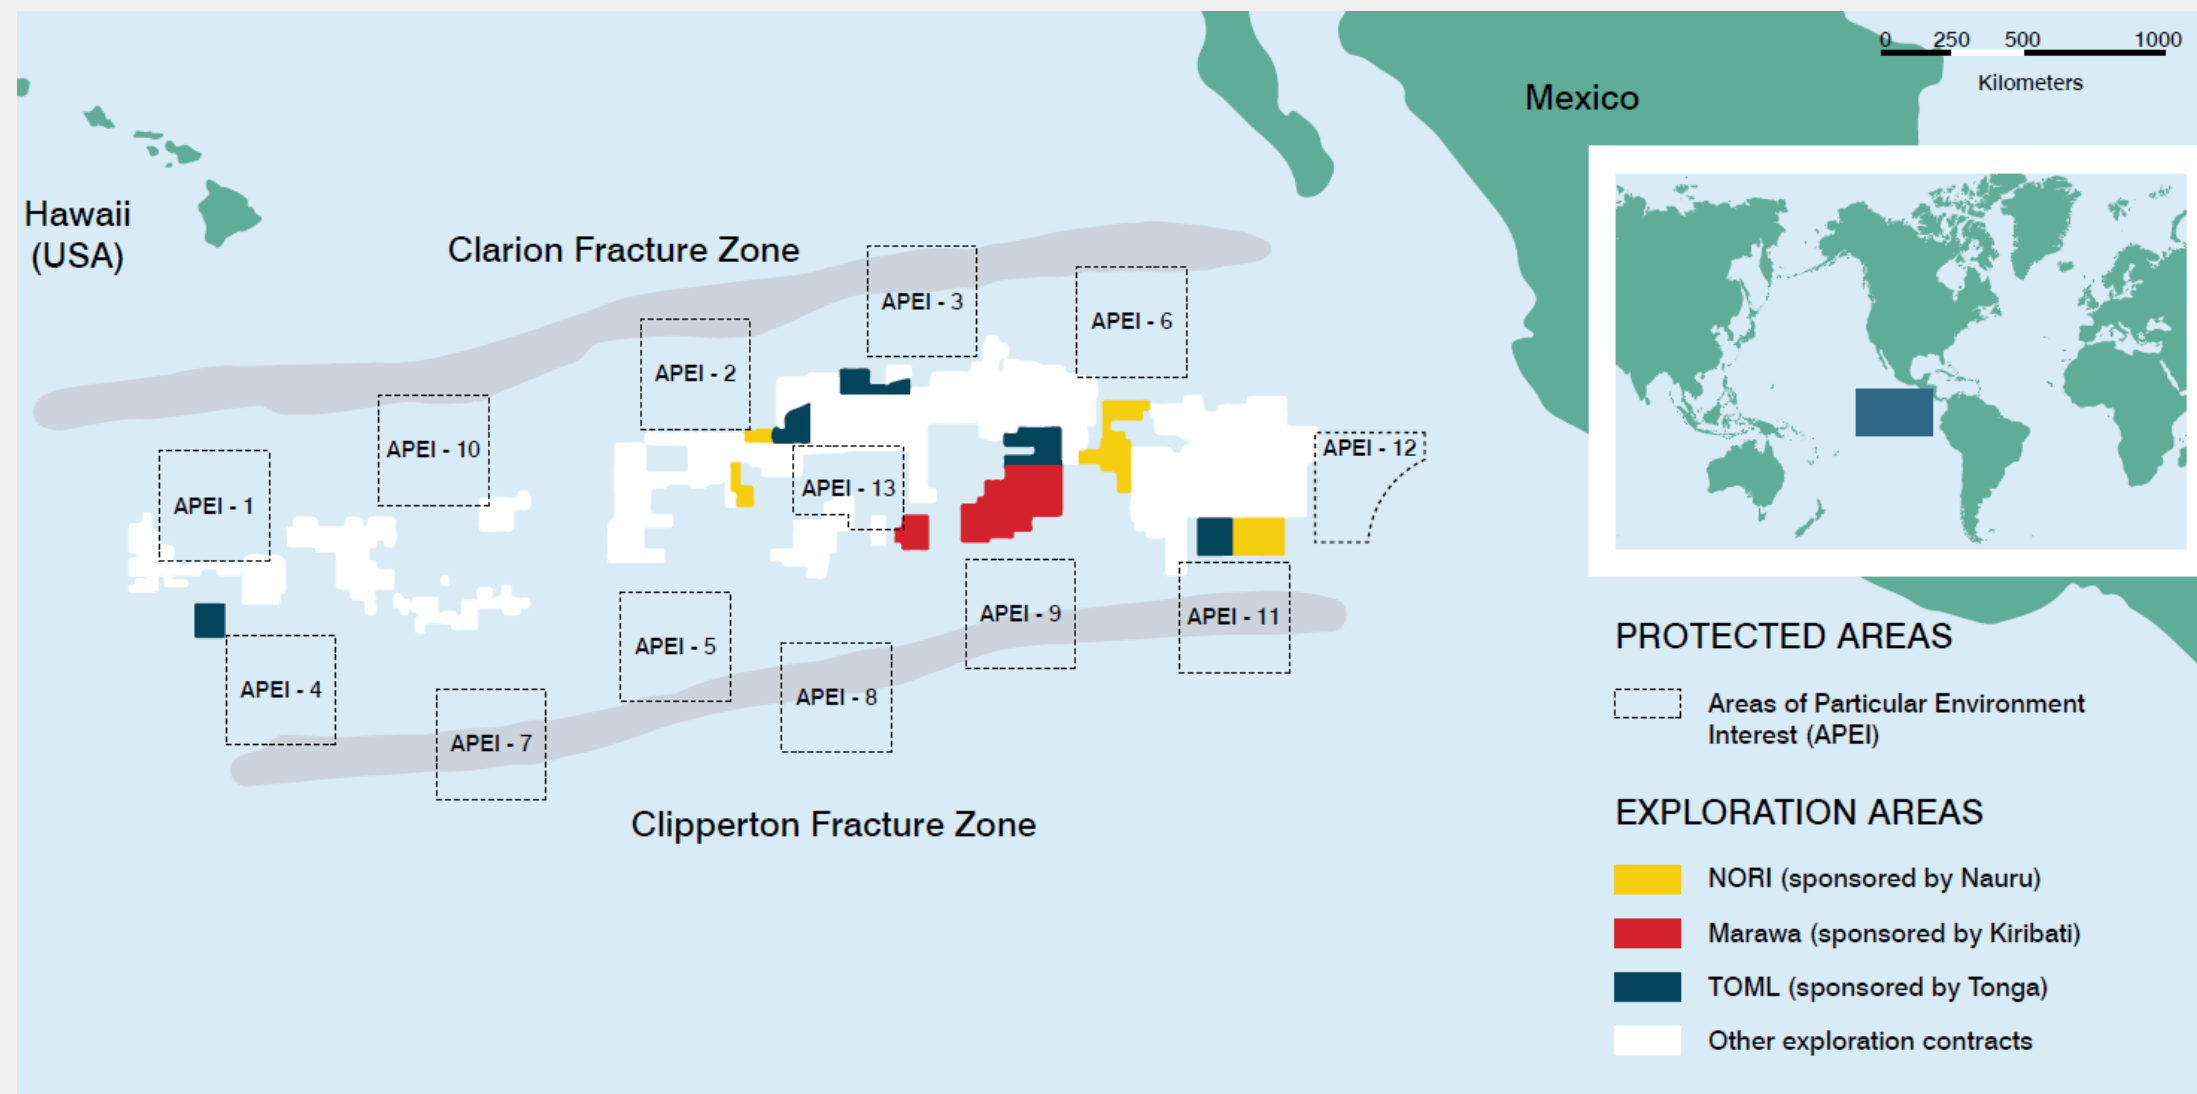 0 250 500 1000
Kilometers
Mexico
Hawaii
(USA)
Clarion Fracture Zone
APEI - 3
APEI - 6
APEI - 2
APEI - 10
APEI - 12
APEI - 13
APEI - 1
APEI - 9
APEI - 11
APEI - 5
APEI - 4
APEI - 8
APEI - 7
Clipperton Fracture Zone
PROTECTED AREAS
Areas of Particular Environment
Interest (APEI)
EXPLORATION AREAS
NORI (sponsored by Nauru)
Marawa (sponsored by Kiribati)
TOML (sponsored by Tonga)
Other exploration contracts